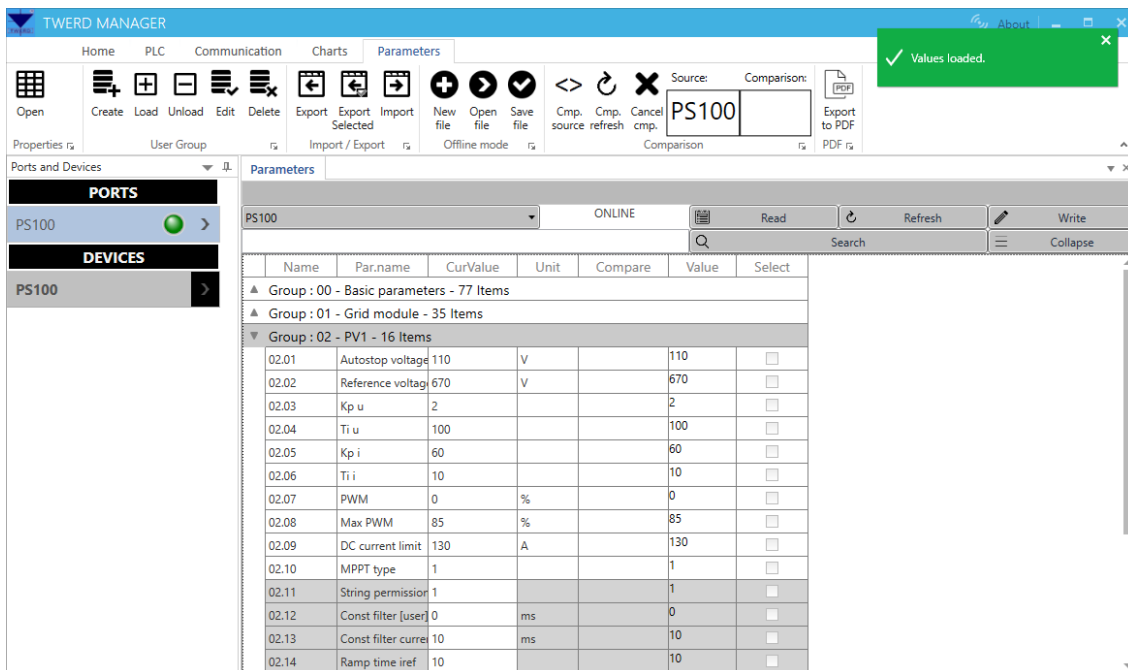 TWERD MANAGER
About
Home PLC Communication Charts Parameters
Values loaded.
Open
Create Load Unload Edit Delete
Export Export Selected Import
New file Open file Save file
Cmp. source Cmp. refresh Cancel cmp.
Source: Comparison:
PS100
PDF
Export to PDF
Properties User Group Import / Export Offline mode Comparison PDF
Ports and Devices
PORTS
PS100
DEVICES
PS100
Parameters
PS100 ONLINE Read Refresh Write
Search Collapse
Name Par.name CurValue Unit Compare Value Select
Group : 00 - Basic parameters - 77 Items
Group : 01 - Grid module - 35 Items
Group : 02 - PV1 - 16 Items
02.01 Autostop voltage 110 V 110
02.02 Reference voltag 670 V 670
02.03 Kp u 2 2
02.04 Ti u 100 100
02.05 Kp i 60 60
02.06 Ti i 10 10
02.07 PWM 0 % 0
02.08 Max PWM 85 % 85
02.09 DC current limit 130 A 130
02.10 MPPT type 1 1
02.11 String permission 1 1
02.12 Const filter [user] 0 ms 0
02.13 Const filter curre 10 ms 10
02.14 Ramp time iref 10 10